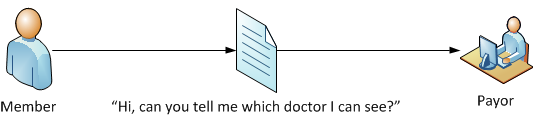 Member
“Hi, can you tell me which doctor I can see?”
Payor